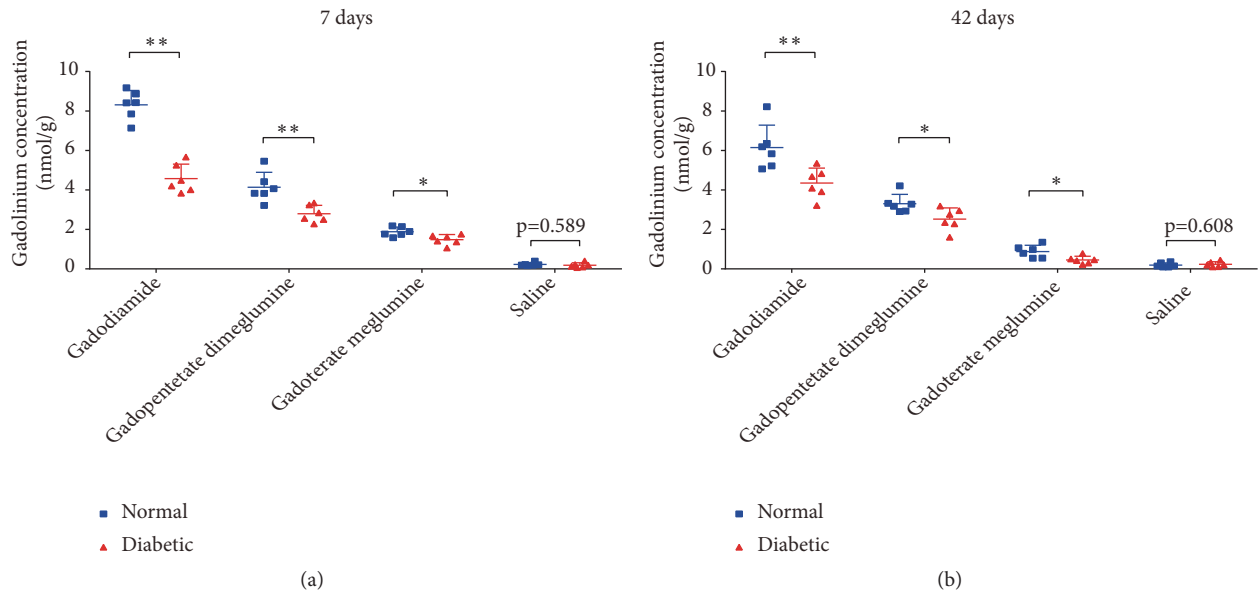 7 days
Gadolinium concentration
(nmol/g)
10
8
6
4
2
0
**
**
*
p=0.589
Gadodiamide
Gadopentetate dimeglumine
Gadoterate meglumine
Saline
Normal
Diabetic
(a)
42 days
Gadolinium concentration
(nmol/g)
10
8
6
4
2
0
**
*
*
p=0.608
Gadodiamide
Gadopentetate dimeglumine
Gadoterate meglumine
Saline
Normal
Diabetic
(b)